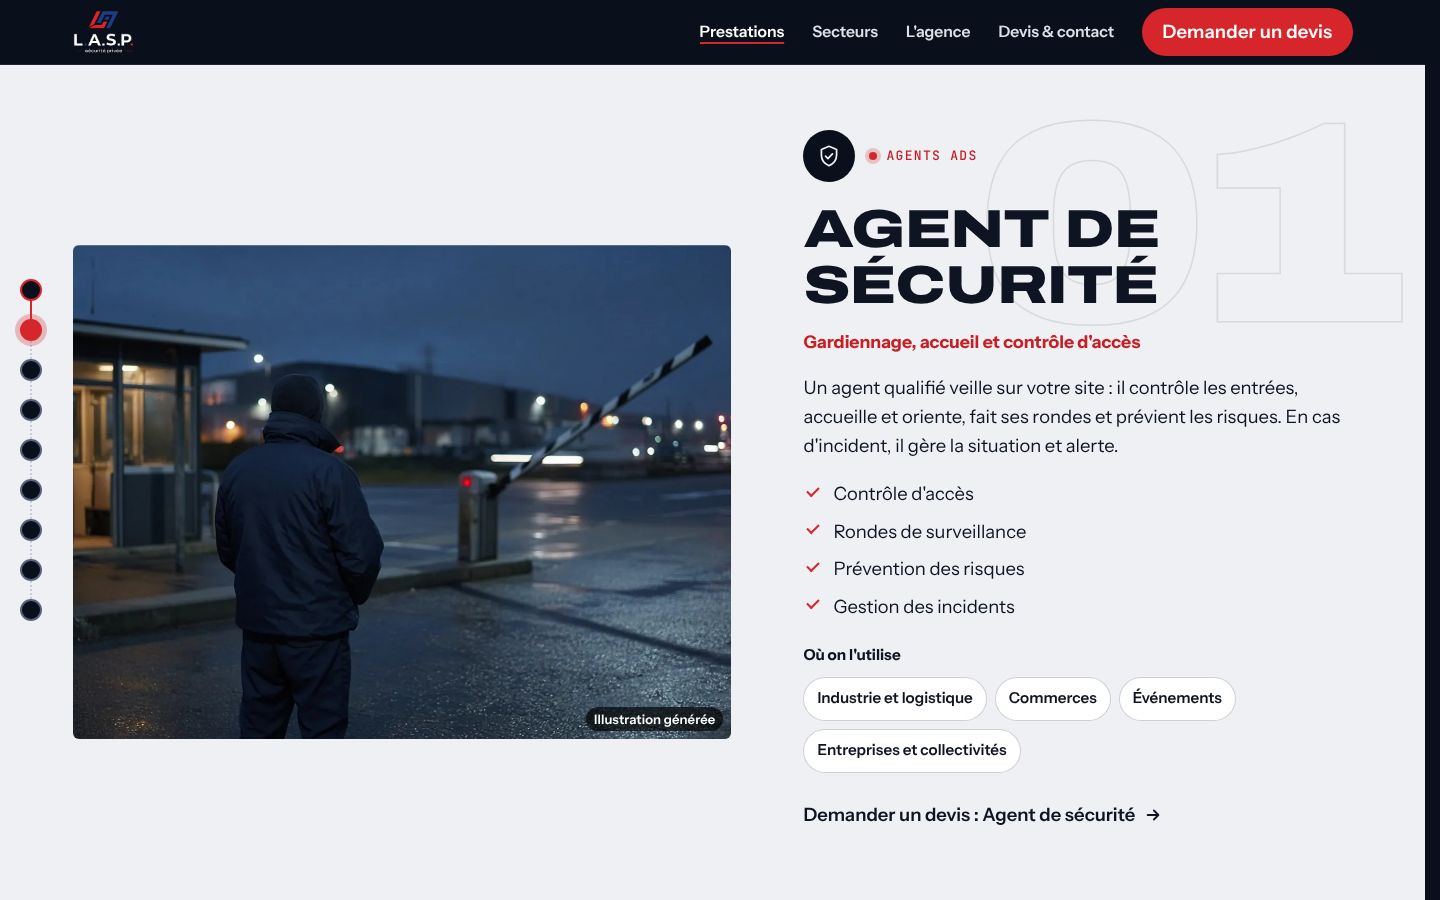 L.A.S.P.
sécurité privée
Prestations
Secteurs
L'agence
Devis & contact
Demander un devis
01
AGENTS ADS
AGENT DE
SÉCURITÉ
Gardiennage, accueil et contrôle d'accès
Un agent qualifié veille sur votre site : il contrôle les entrées,
accueille et oriente, fait ses rondes et prévient les risques. En cas
d'incident, il gère la situation et alerte.
Contrôle d'accès
Rondes de surveillance
Prévention des risques
Gestion des incidents
Où on l'utilise
Industrie et logistique
Commerces
Événements
Entreprises et collectivités
Demander un devis : Agent de sécurité
Illustration générée